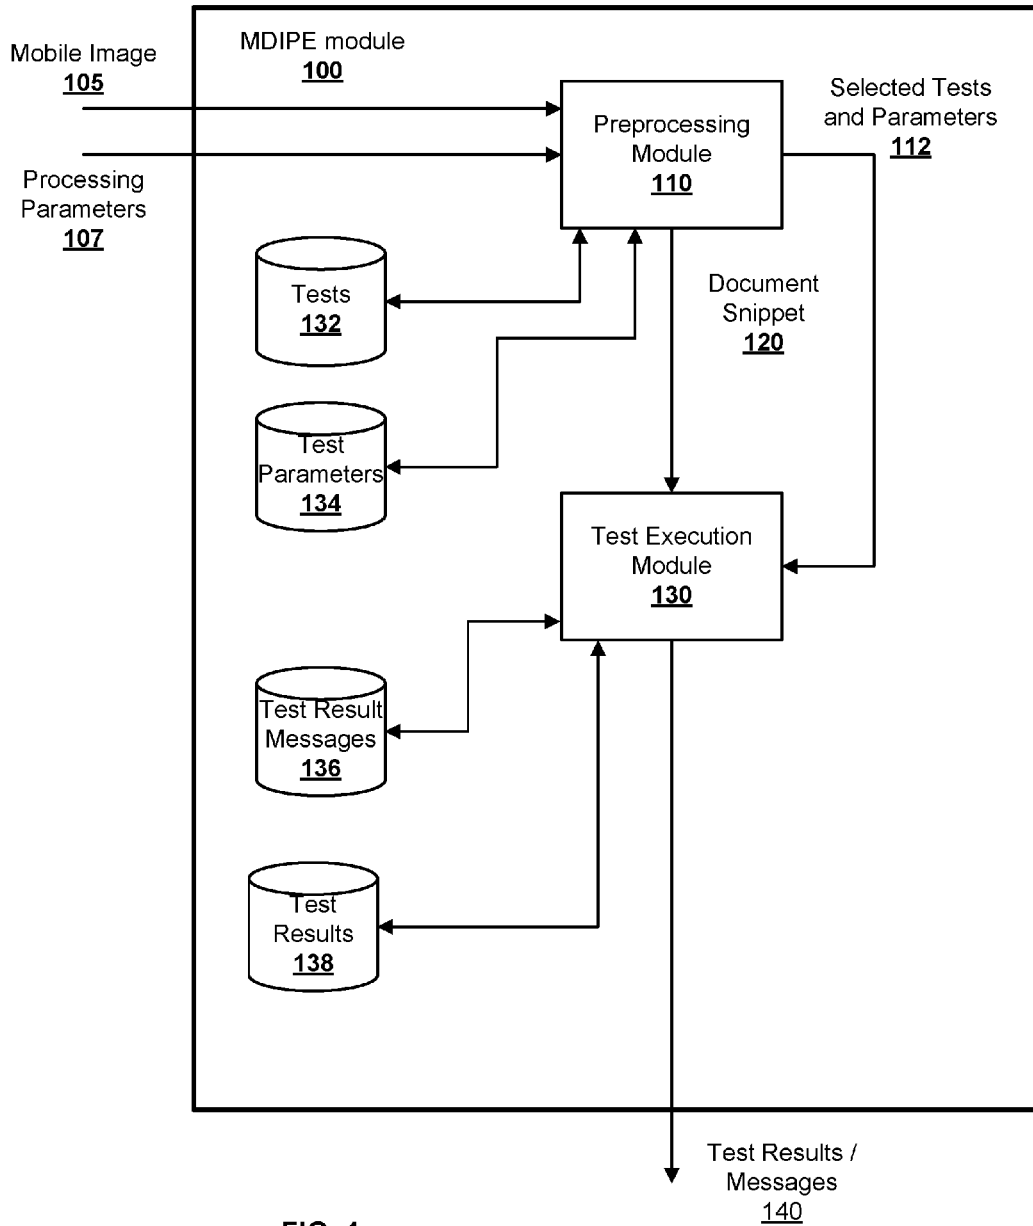 MDIPE module
100
Mobile Image
105
Processing
Parameters
107
Preprocessing
Module
110
Selected Tests
and Parameters
112
Tests
132
Document
Snippet
120
Test
Parameters
134
Test Execution
Module
130
Test Result
Messages
136
Test
Results
138
Test Results /
Messages
140
FIG. 1